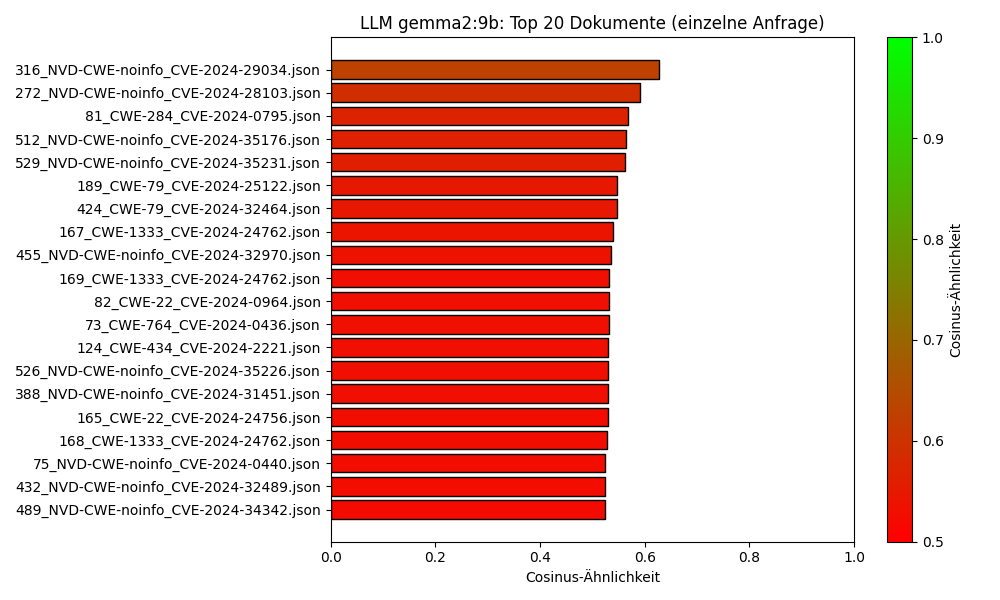 LLM gemma2:9b: Top 20 Dokumente (einzelne Anfrage)
316_NVD-CWE-noinfo_CVE-2024-29034.json
272_NVD-CWE-noinfo_CVE-2024-28103.json
81_CWE-284_CVE-2024-0795.json
512_NVD-CWE-noinfo_CVE-2024-35176.json
529_NVD-CWE-noinfo_CVE-2024-35231.json
189_CWE-79_CVE-2024-25122.json
424_CWE-79_CVE-2024-32464.json
167_CWE-1333_CVE-2024-24762.json
455_NVD-CWE-noinfo_CVE-2024-32970.json
169_CWE-1333_CVE-2024-24762.json
82_CWE-22_CVE-2024-0964.json
73_CWE-764_CVE-2024-0436.json
124_CWE-434_CVE-2024-2221.json
526_NVD-CWE-noinfo_CVE-2024-35226.json
388_NVD-CWE-noinfo_CVE-2024-31451.json
165_CWE-22_CVE-2024-24756.json
168_CWE-1333_CVE-2024-24762.json
75_NVD-CWE-noinfo_CVE-2024-0440.json
432_NVD-CWE-noinfo_CVE-2024-32489.json
489_NVD-CWE-noinfo_CVE-2024-34342.json
0.0 0.2 0.4 0.6 0.8 1.0
Cosinus-Ähnlichkeit
1.0
0.9
0.8
0.7
0.6
0.5
Cosinus-Ähnlichkeit